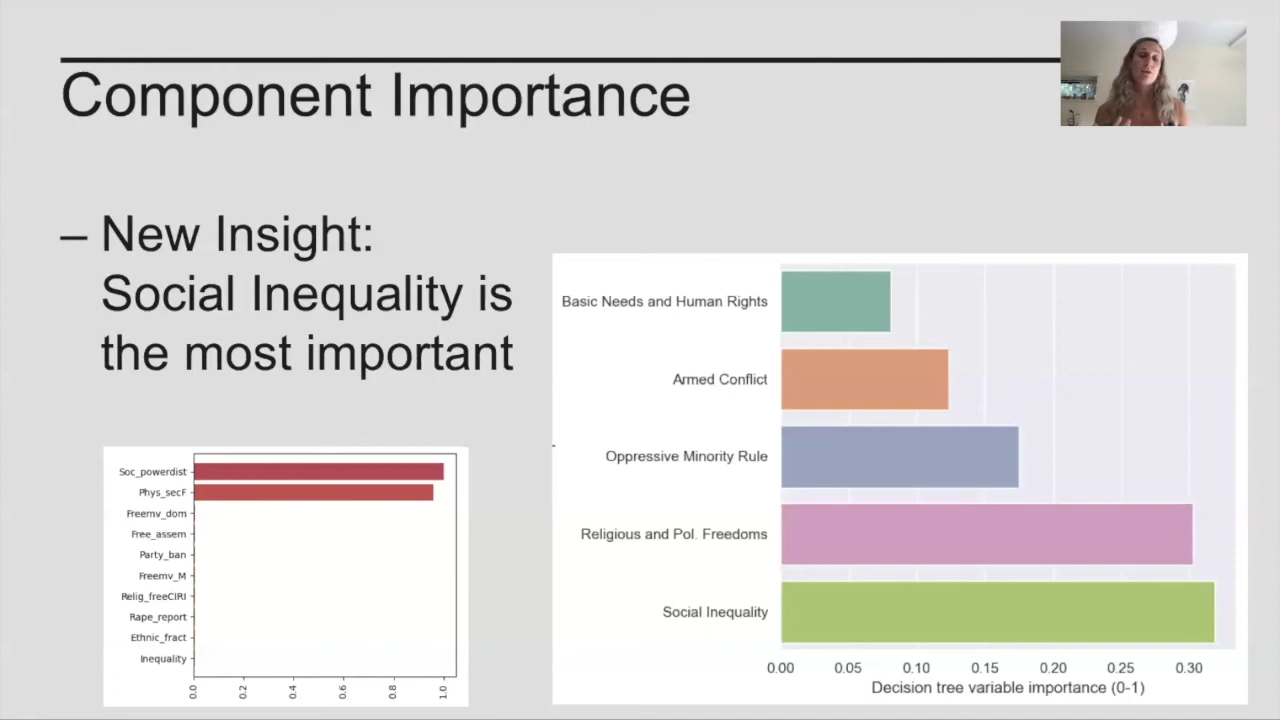 Component Importance
– New Insight:
Social Inequality is
the most important
Soc_powerdist
Phys_secF
Freemv_dom
Free_assem
Party_ban
Freemv_M
Relig_freeCIRI
Rape_report
Ethnic_fract
Inequality
0.0 0.2 0.4 0.6 0.8 1.0
Basic Needs and Human Rights
Armed Conflict
Oppressive Minority Rule
Religious and Pol. Freedoms
Social Inequality
0.00 0.05 0.10 0.15 0.20 0.25 0.30
Decision tree variable importance (0-1)